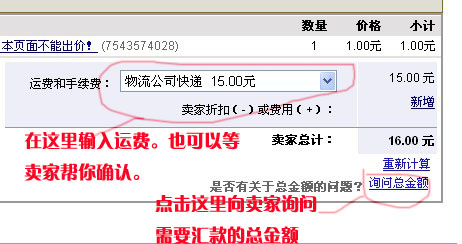 数量 价格 小计
本页面不能出价! (7543574028) 1 1.00元 1.00元
运费和手续费: 物流公司快递 15.00元 15.00元
新增
卖家折扣(-)或费用(+):
在这里输入运费。也可以等
卖家总计: 16.00 元
卖家帮你确认。
重新计算
是否有关于总金额的问题? 询问总金额
点击这里向卖家询问
需要汇款的总金额